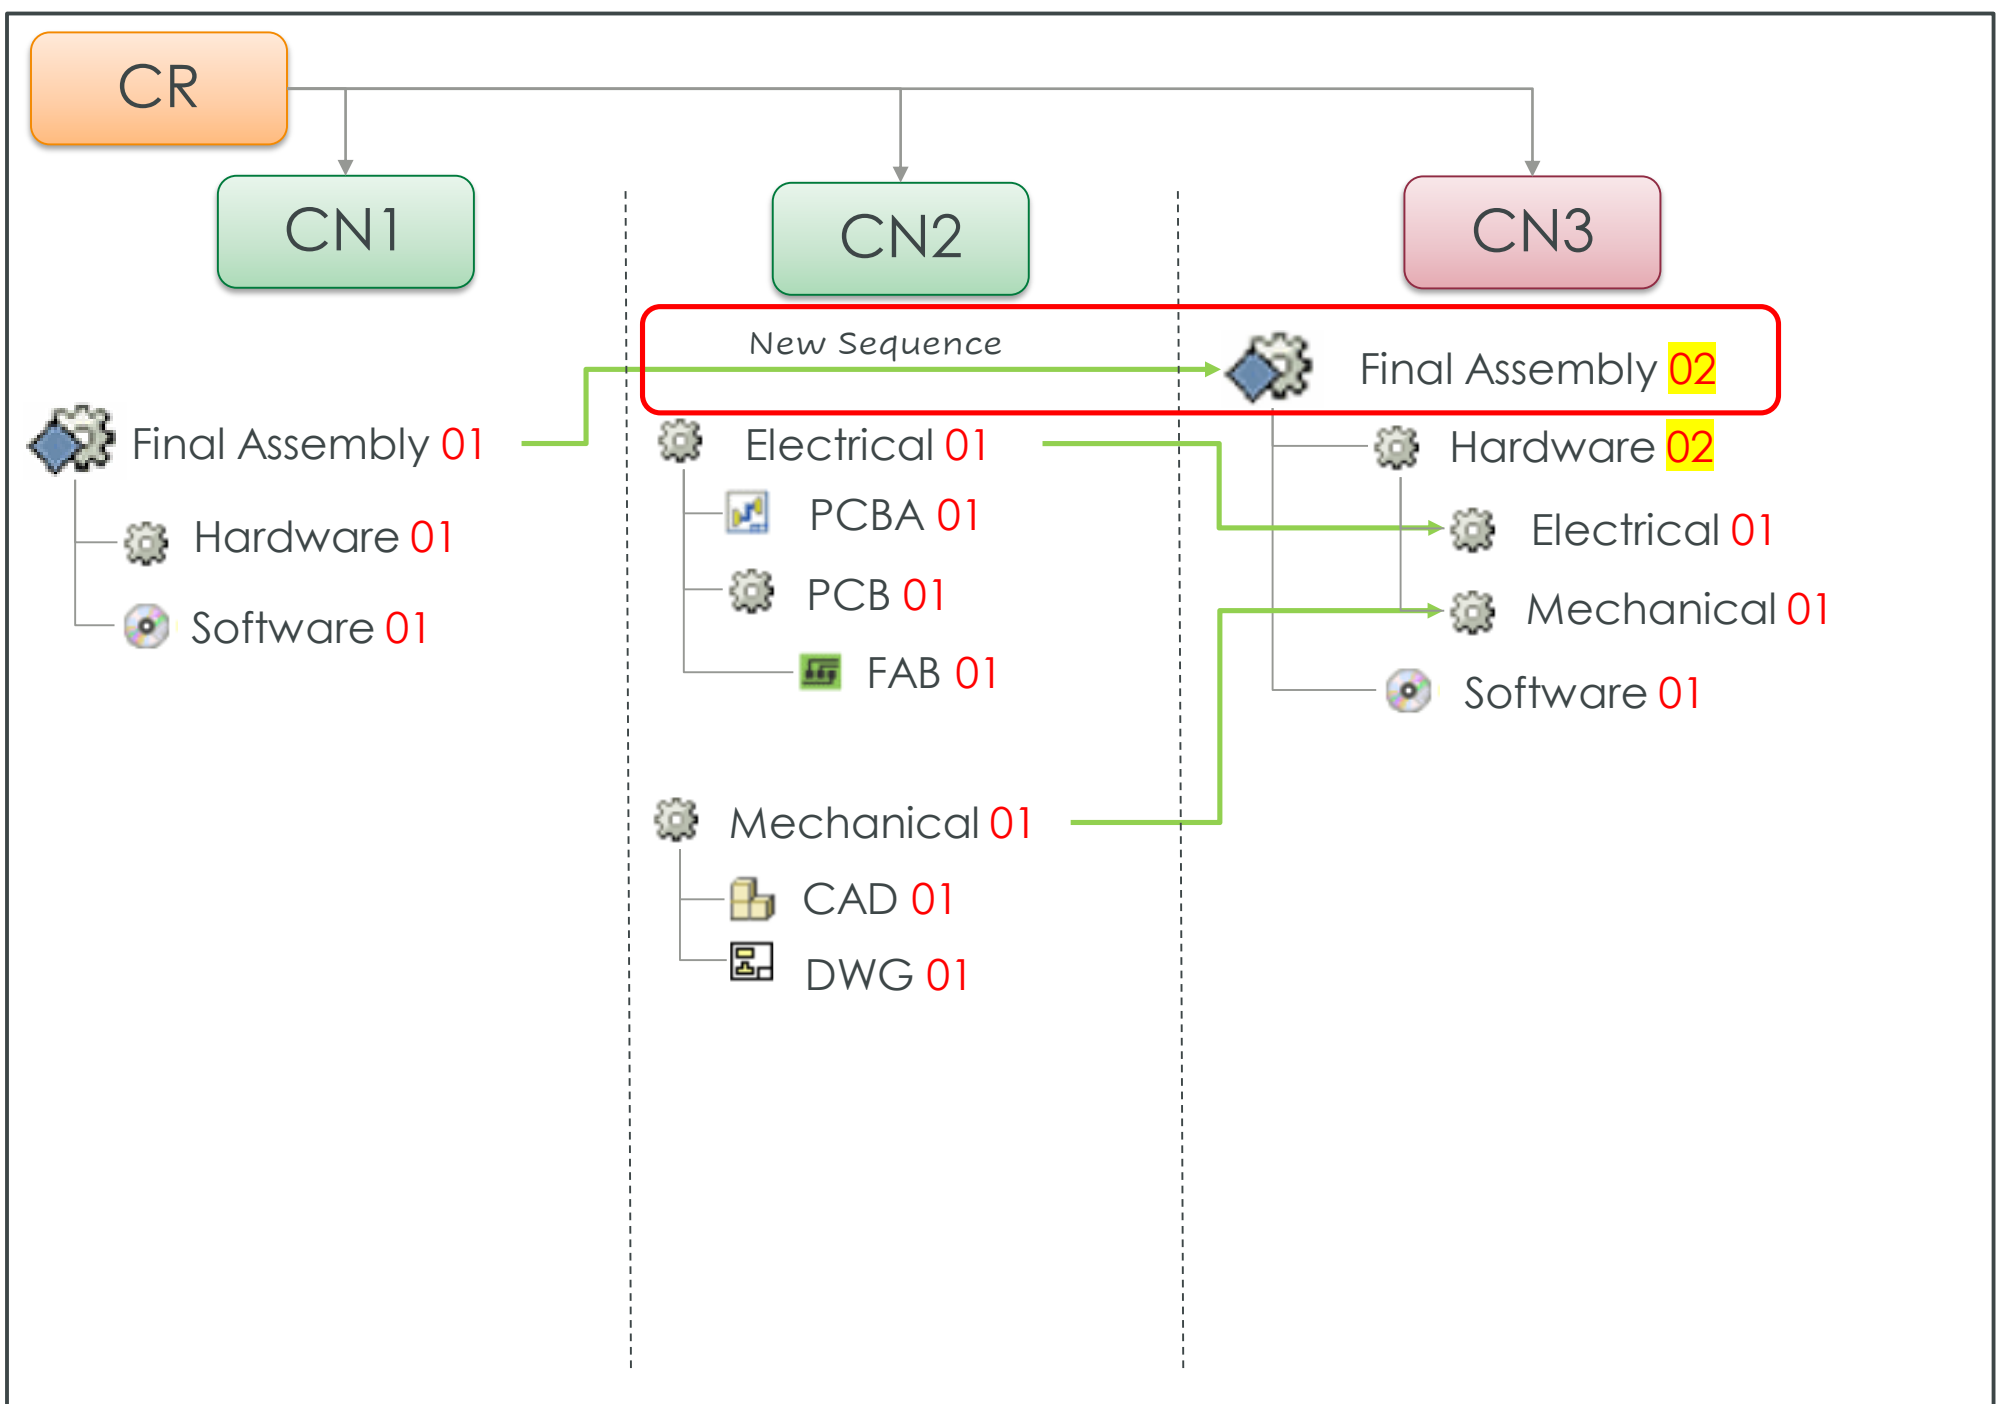 CR
CN1
CN2
CN3
Final Assembly 01
Hardware 01
Software 01
New Sequence
Electrical 01
PCBA 01
PCB 01
FAB 01
Mechanical 01
CAD 01
DWG 01
Final Assembly 02
Hardware 02
Electrical 01
Mechanical 01
Software 01